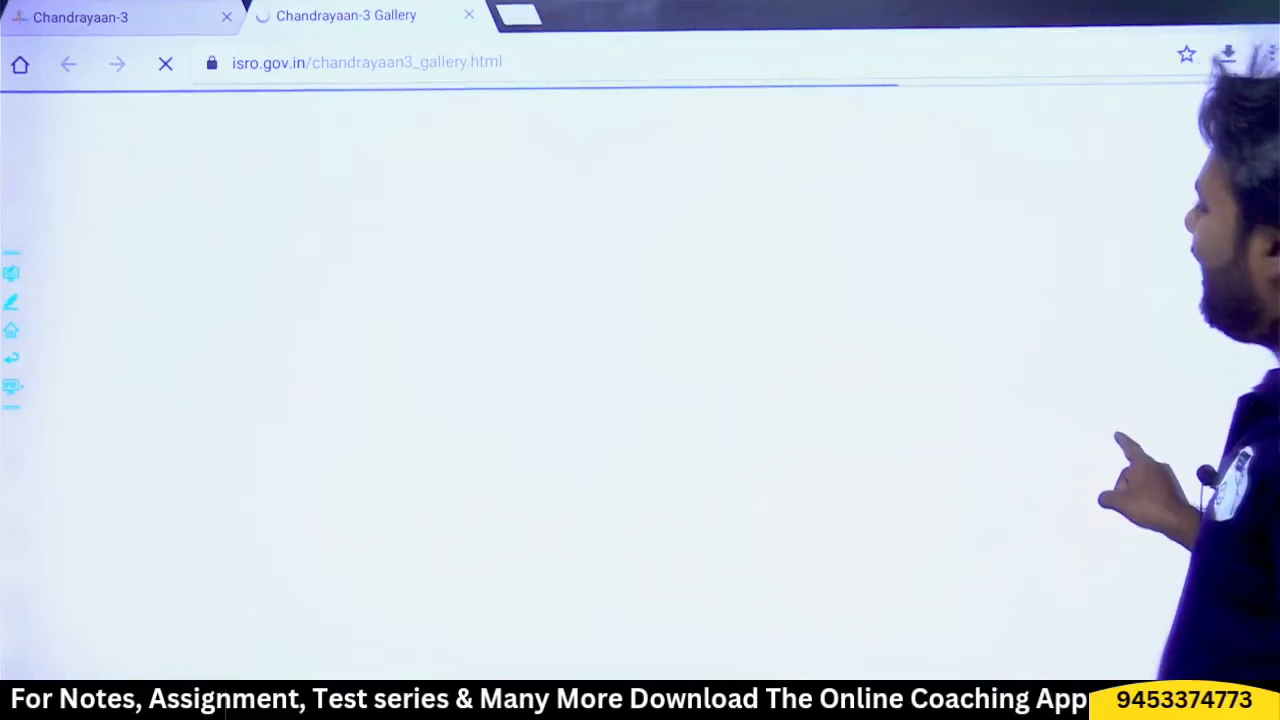 Chandrayaan-3
Chandrayaan-3 Gallery
isro.gov.in/chandrayaan3_gallery.html
For Notes, Assignment, Test series & Many More Download The Online Coaching App
9453374773